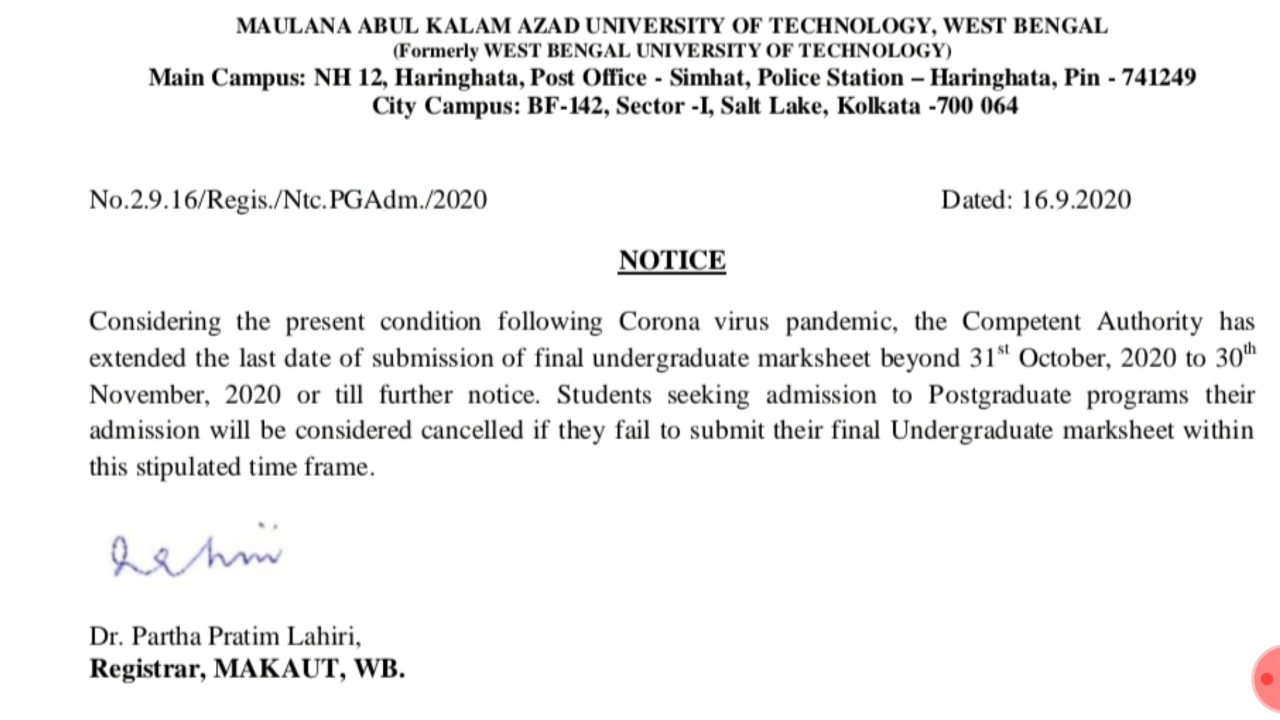 MAULANA ABUL KALAM AZAD UNIVERSITY OF TECHNOLOGY, WEST BENGAL
(Formerly WEST BENGAL UNIVERSITY OF TECHNOLOGY)
Main Campus: NH 12, Haringhata, Post Office - Simhat, Police Station – Haringhata, Pin - 741249
City Campus: BF-142, Sector -I, Salt Lake, Kolkata -700 064
No.2.9.16/Regis./Ntc.PGAdm./2020 Dated: 16.9.2020
NOTICE
Considering the present condition following Corona virus pandemic, the Competent Authority has
extended the last date of submission of final undergraduate marksheet beyond 31st October, 2020 to 30th
November, 2020 or till further notice. Students seeking admission to Postgraduate programs their
admission will be considered cancelled if they fail to submit their final Undergraduate marksheet within
this stipulated time frame.
Dr. Partha Pratim Lahiri,
Registrar, MAKAUT, WB.